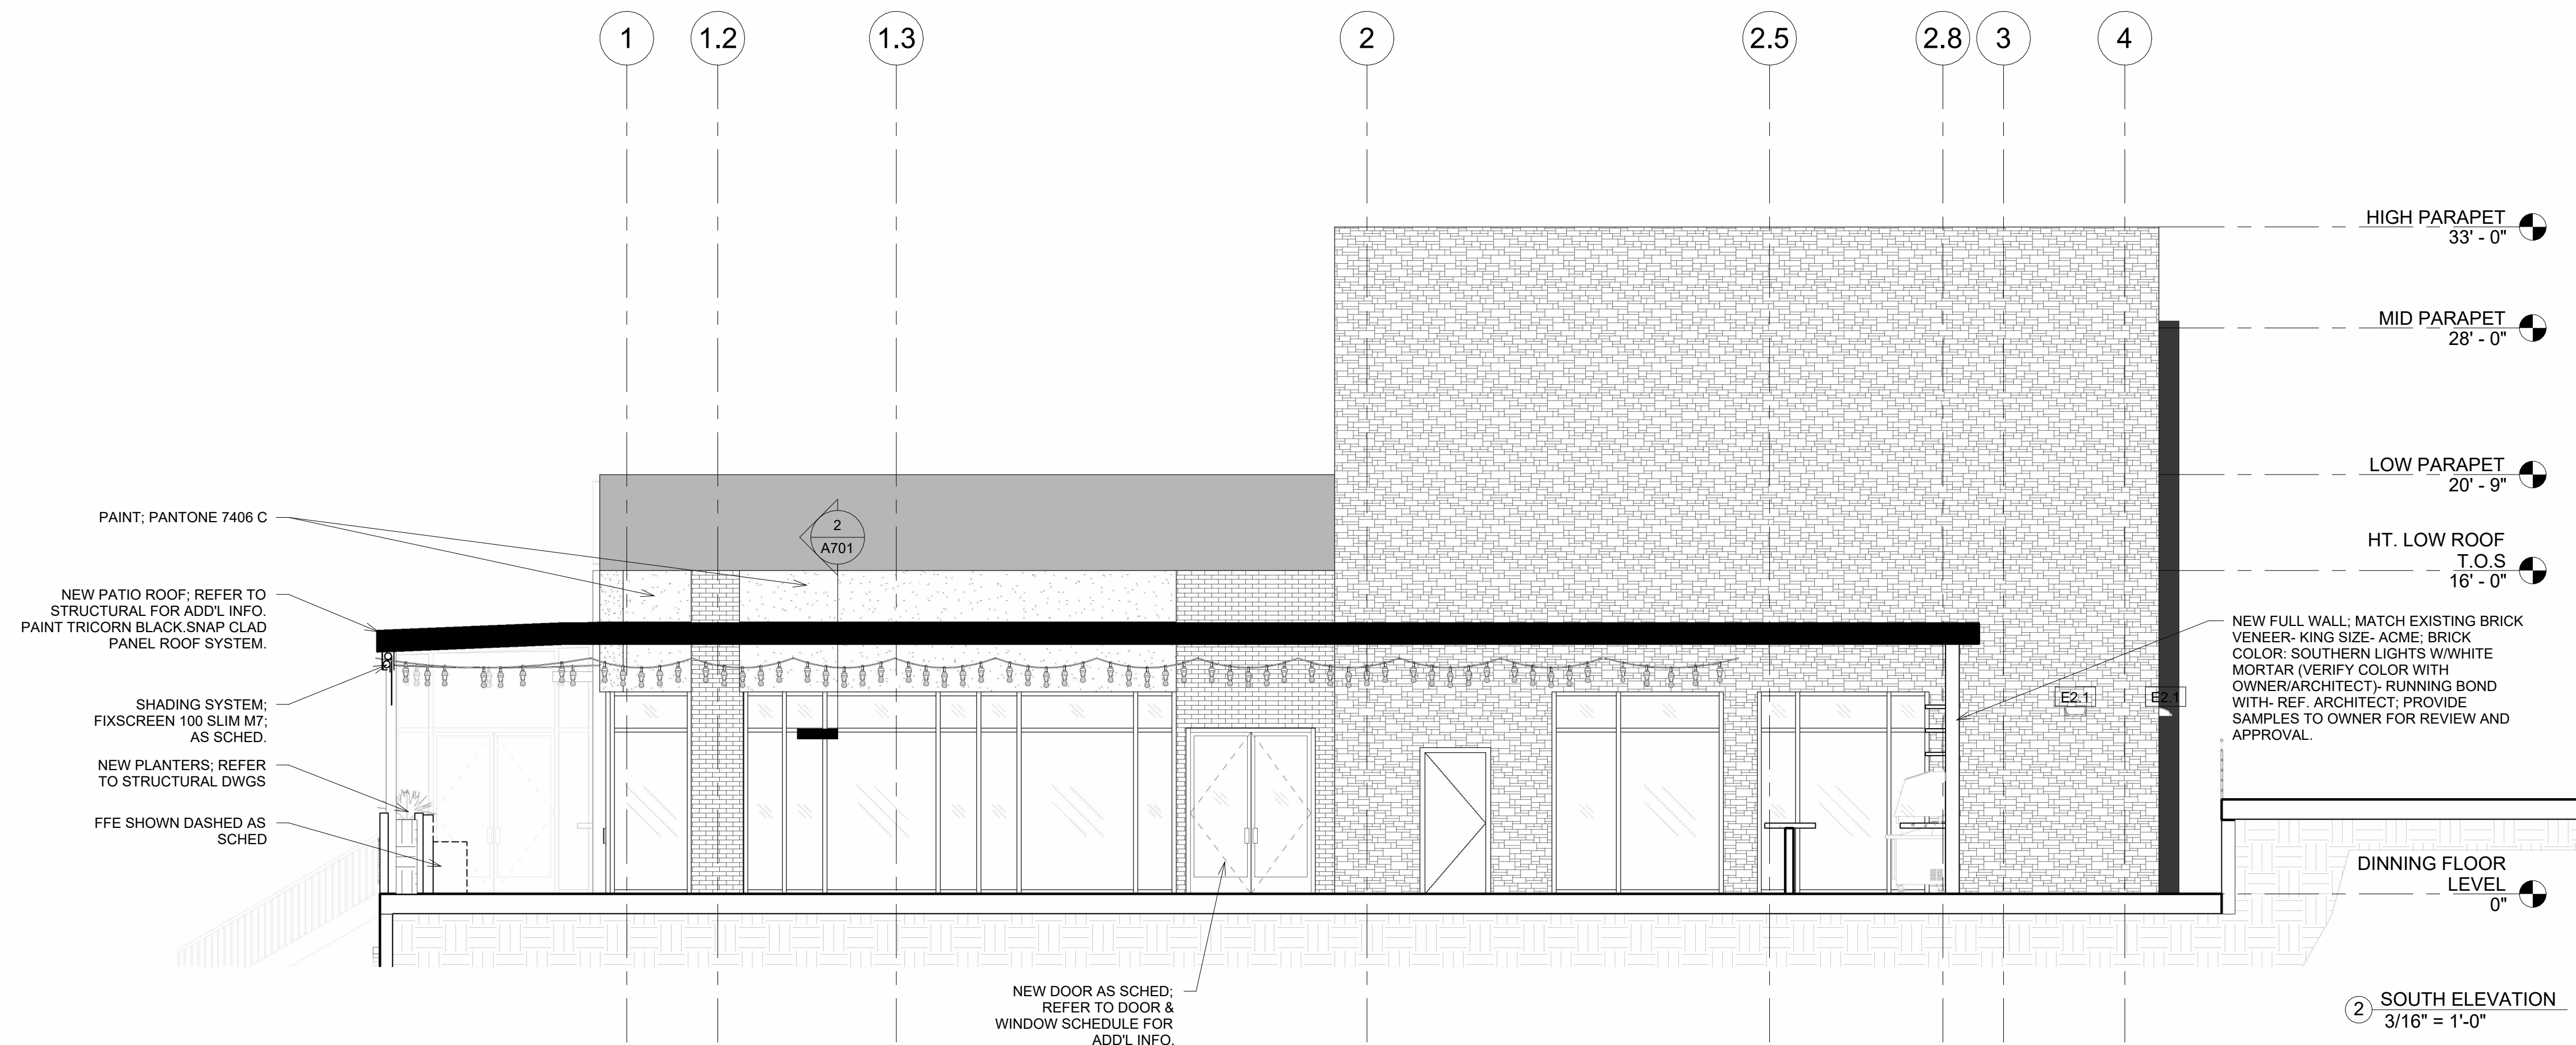 1
1.2
1.3
2
2.5
2.8
3
4
HIGH PARAPET
33' - 0"
MID PARAPET
28' - 0"
LOW PARAPET
20' - 9"
HT. LOW ROOF
T.O.S
16' - 0"
PAINT; PANTONE 7406 C
2
A701
NEW PATIO ROOF; REFER TO
STRUCTURAL FOR ADD'L INFO.
PAINT TRICORN BLACK.SNAP CLAD
PANEL ROOF SYSTEM.
NEW FULL WALL; MATCH EXISTING BRICK
VENEER- KING SIZE- ACME; BRICK
COLOR: SOUTHERN LIGHTS W/WHITE
MORTAR (VERIFY COLOR WITH
OWNER/ARCHITECT)- RUNNING BOND
WITH- REF. ARCHITECT; PROVIDE
SAMPLES TO OWNER FOR REVIEW AND
APPROVAL.
E2.1
E2.1
SHADING SYSTEM;
FIXSCREEN 100 SLIM M7;
AS SCHED.
NEW PLANTERS; REFER
TO STRUCTURAL DWGS
FFE SHOWN DASHED AS
SCHED
DINNING FLOOR
LEVEL
0"
NEW DOOR AS SCHED;
REFER TO DOOR &
WINDOW SCHEDULE FOR
ADD'L INFO.
2
SOUTH ELEVATION
3/16" = 1'-0"